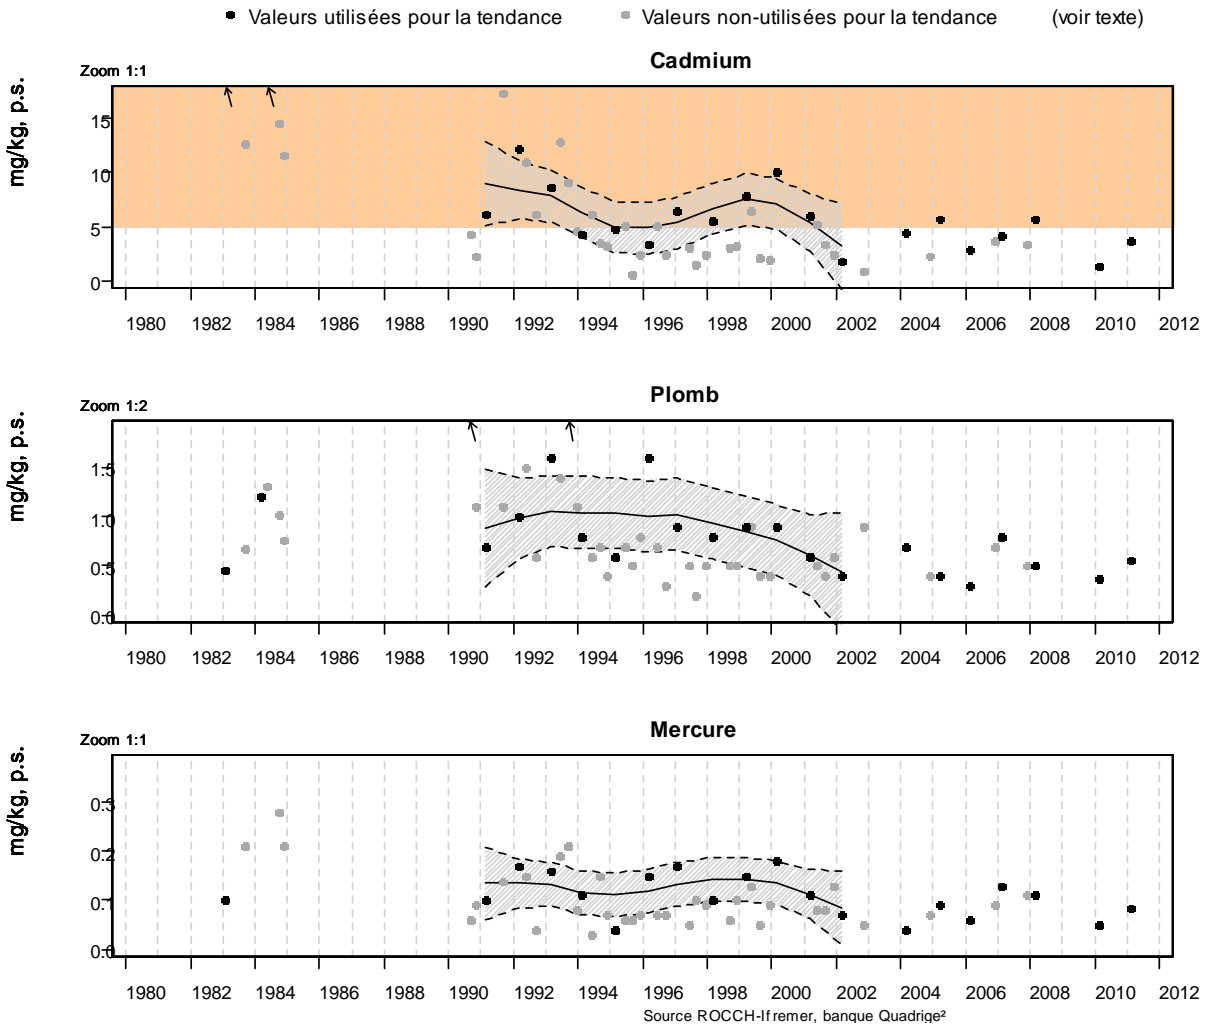 Valeurs utilisées pour la tendance Valeurs non-utilisées pour la tendance (voir texte)
Cadmium
Zoom 1:1
mg/kg, p.s.
15
10
5
0
1980 1982 1984 1986 1988 1990 1992 1994 1996 1998 2000 2002 2004 2006 2008 2010 2012
Plomb
Zoom 1:2
mg/kg, p.s.
1.5
1.0
0.5
0.0
1980 1982 1984 1986 1988 1990 1992 1994 1996 1998 2000 2002 2004 2006 2008 2010 2012
Mercure
Zoom 1:1
mg/kg, p.s.
0.3
0.2
0.1
0.0
1980 1982 1984 1986 1988 1990 1992 1994 1996 1998 2000 2002 2004 2006 2008 2010 2012
Source ROCCH-Ifremer, banque Quadrige²